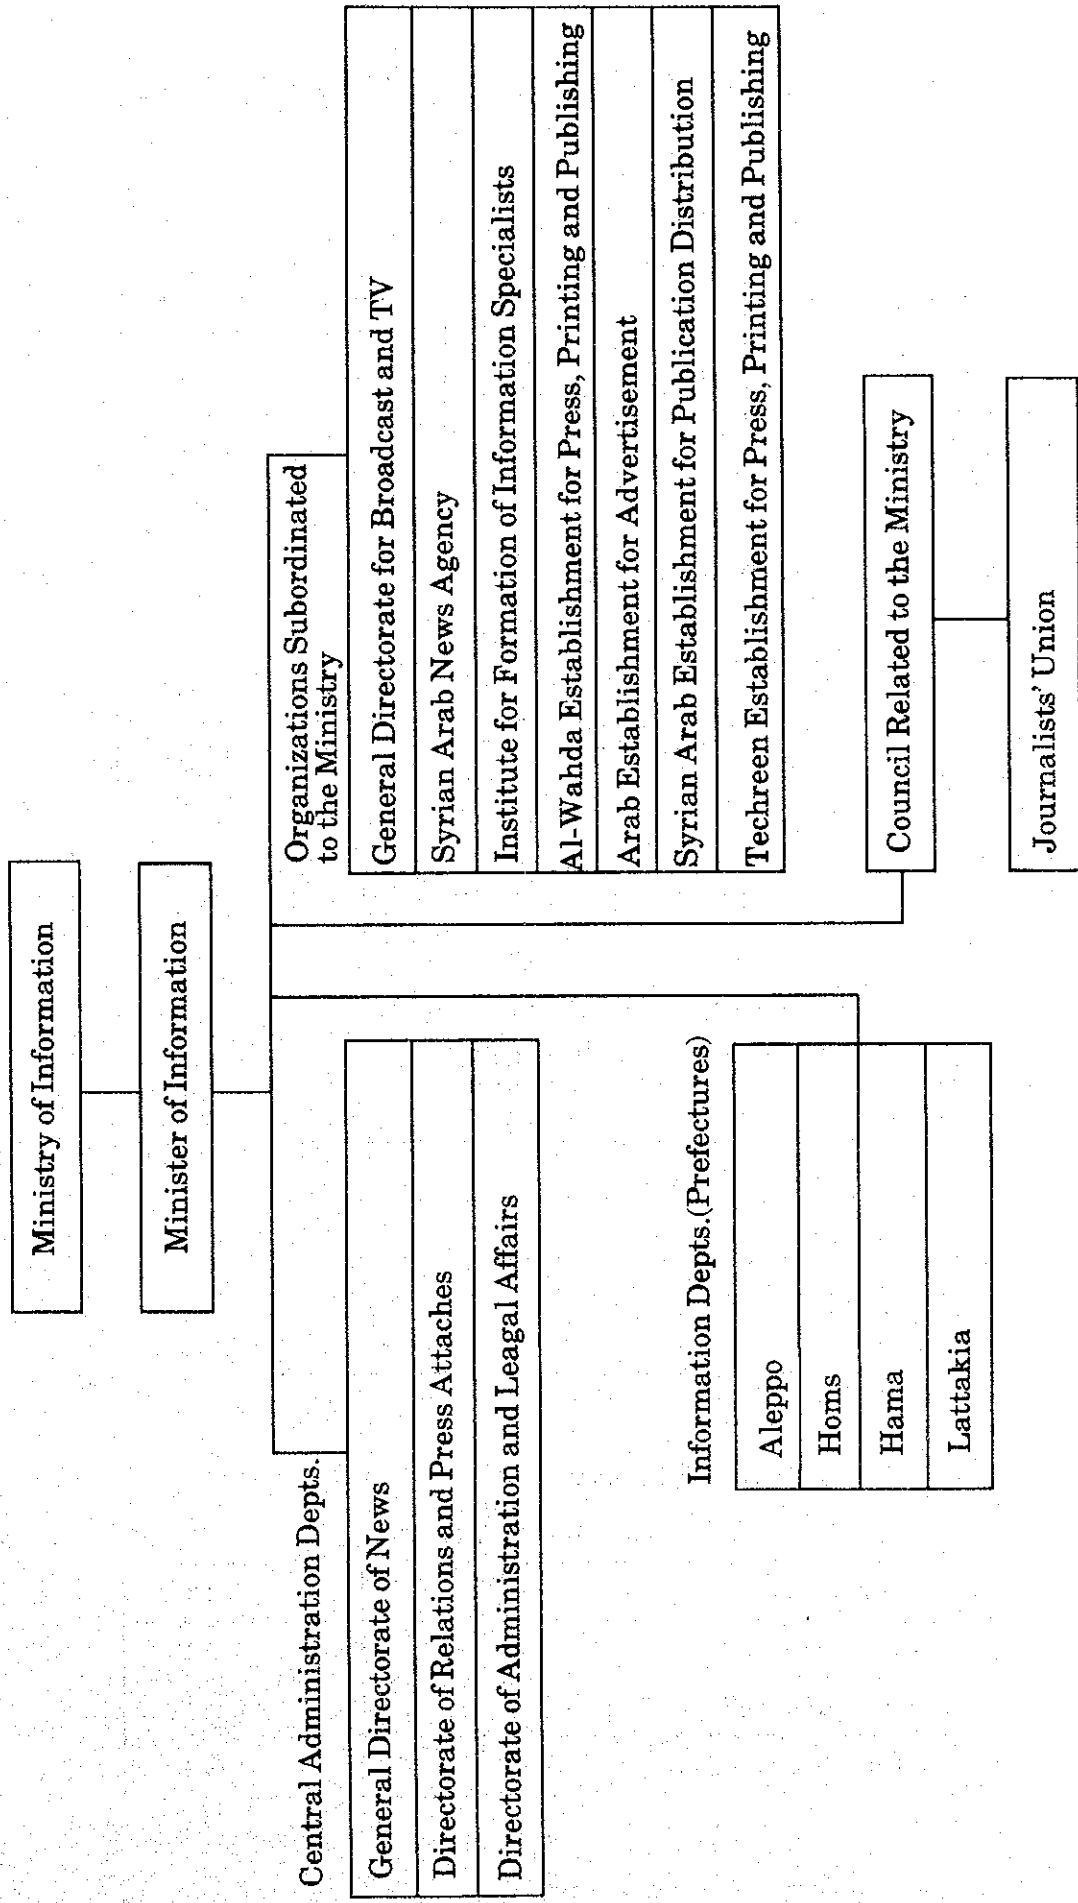 Ministry of Information
Minister of Information
Central Administration Depts.
General Directorate of News
Directorate of Relations and Press Attaches
Directorate of Administration and Leagal Affairs
Information Depts.(Prefectures)
Aleppo
Homs
Hama
Lattakia
Organizations Subordinated
to the Ministry
General Directorate for Broadcast and TV
Syrian Arab News Agency
Institute for Formation of Information Specialists
Al-Wahda Establishment for Press, Printing and Publishing
Arab Establishment for Advertisement
Syrian Arab Establishment for Publication Distribution
Techreen Establishment for Press, Printing and Publishing
Council Related to the Ministry
Journalists' Union